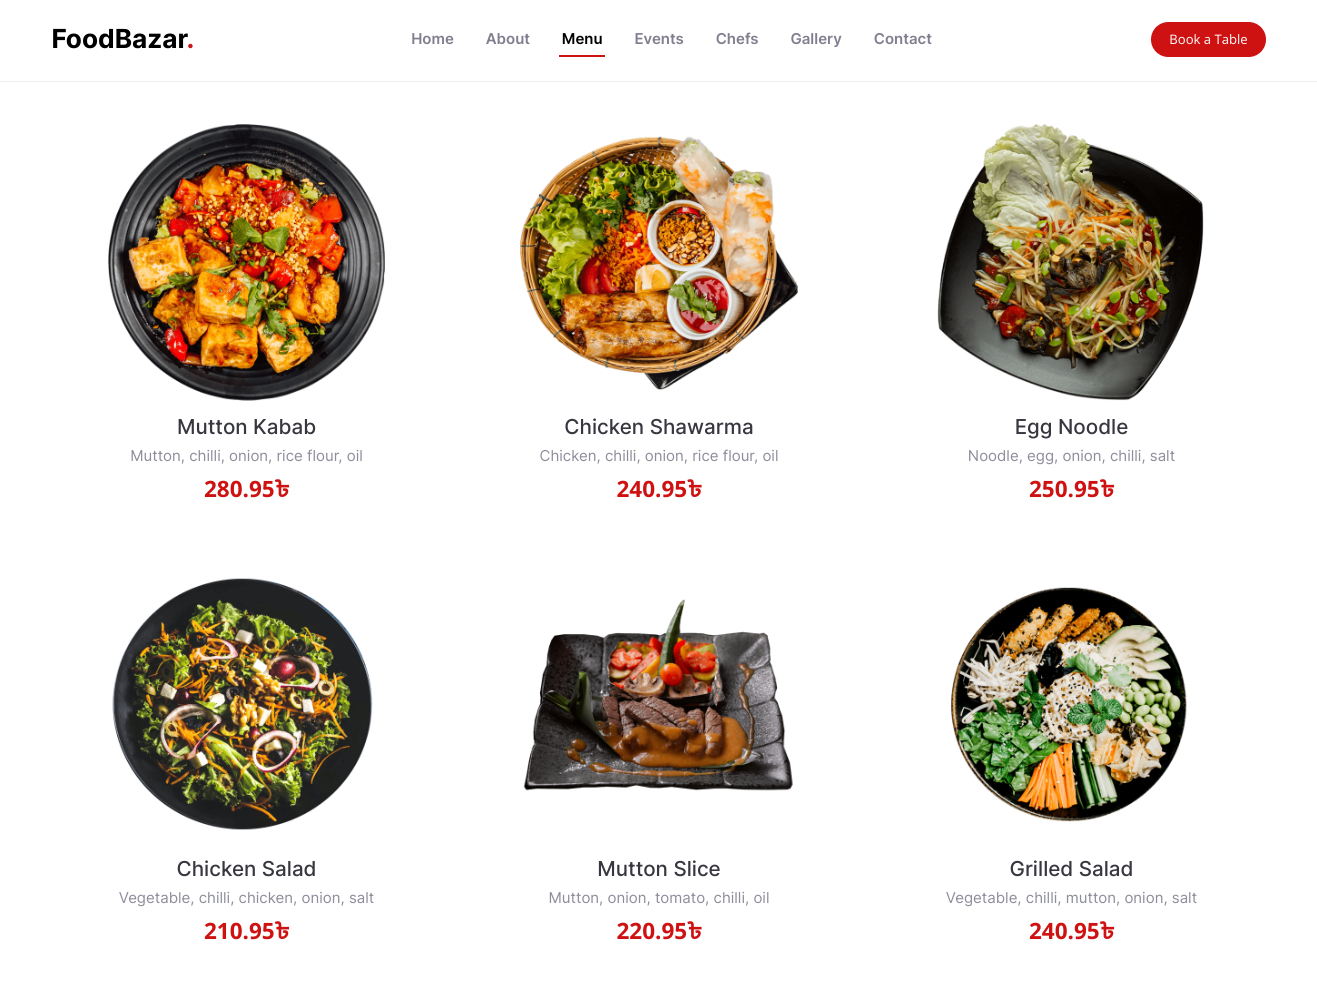 FoodBazar.
Home About Menu Events Chefs Gallery Contact
Book a Table
Mutton Kabab
Mutton, chilli, onion, rice flour, oil
280.95৳
Chicken Shawarma
Chicken, chilli, onion, rice flour, oil
240.95৳
Egg Noodle
Noodle, egg, onion, chilli, salt
250.95৳
Chicken Salad
Vegetable, chilli, chicken, onion, salt
210.95৳
Mutton Slice
Mutton, onion, tomato, chilli, oil
220.95৳
Grilled Salad
Vegetable, chilli, mutton, onion, salt
240.95৳